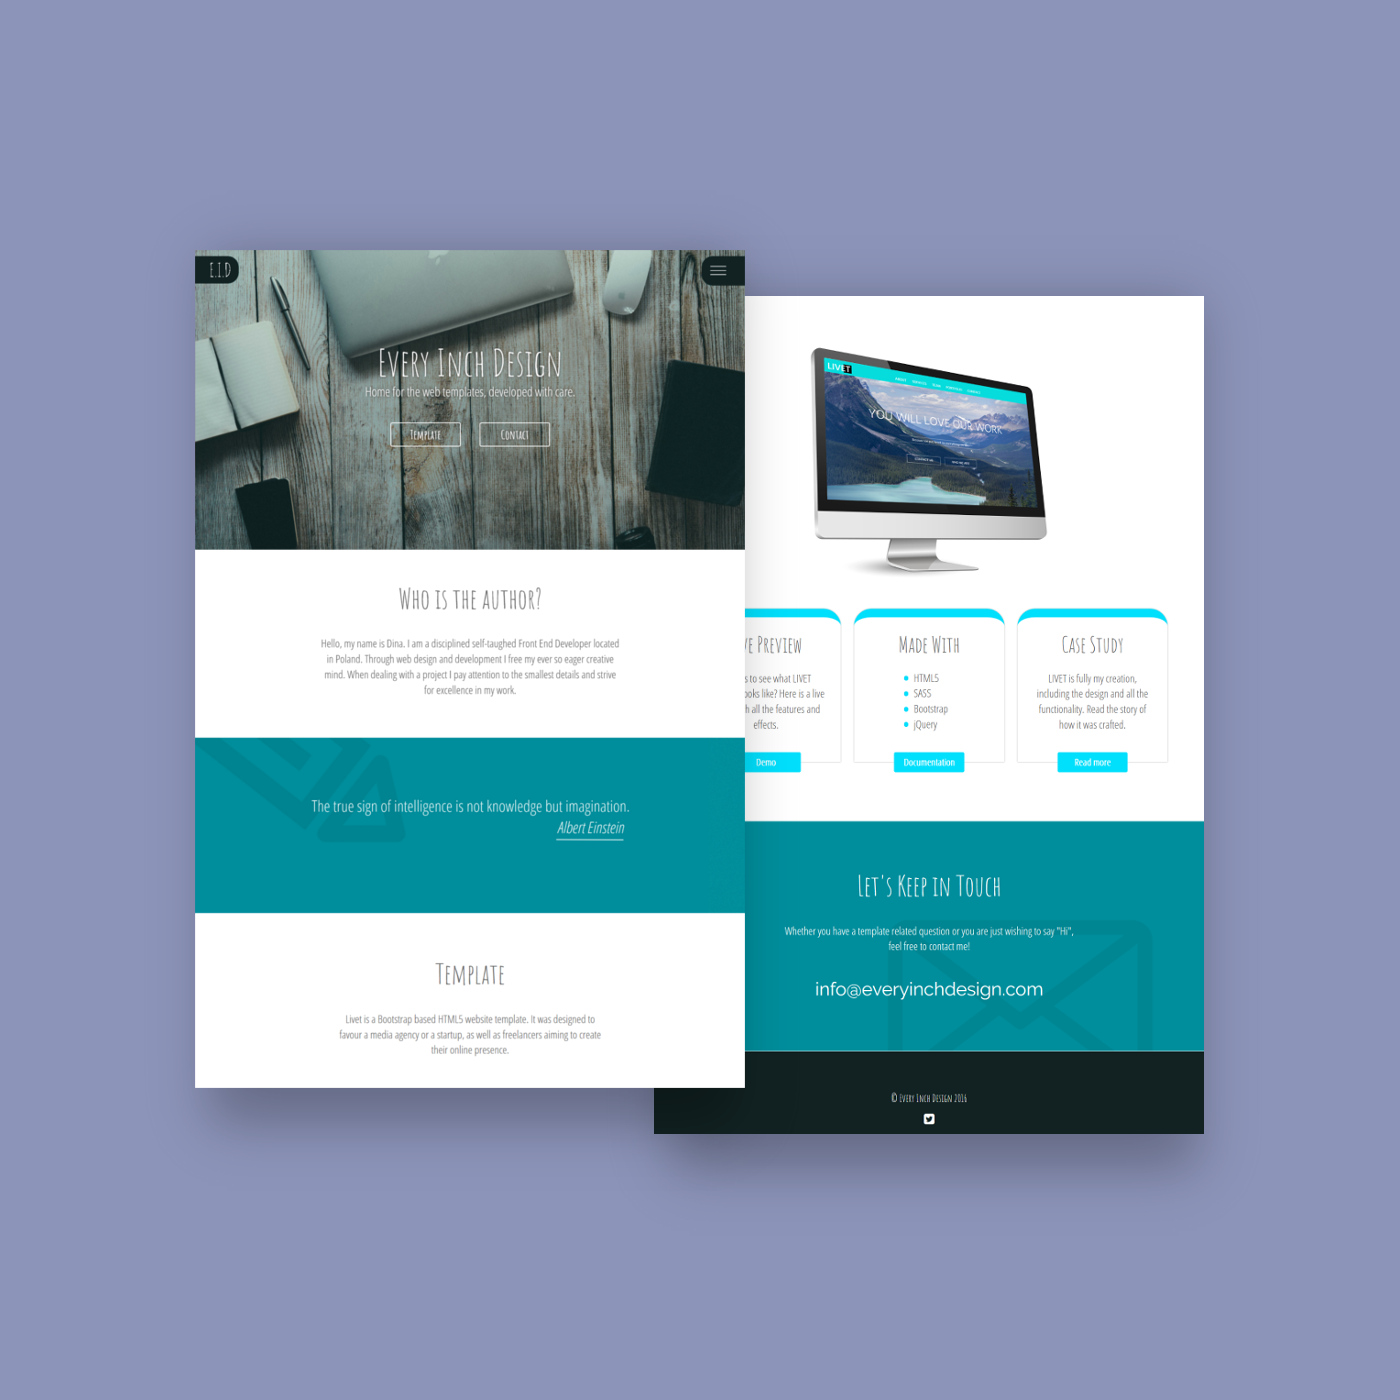 E.I.D
Every Inch Design
Home for the web templates, developed with care.
Template
Contact
Who is the author?
Hello, my name is Dina. I am a disciplined self-taughed Front End Developer located
in Poland. Through web design and development I free my ever so eager creative
mind. When dealing with a project I pay attention to the smallest details and strive
for excellence in my work.
The true sign of intelligence is not knowledge but imagination.
Albert Einstein
Template
Livet is a Bootstrap based HTML5 website template. It was designed to
favour a media agency or a startup, as well as freelancers aiming to create
their online presence.
LIVET
YOU WILL LOVE OUR WORK
Preview
s to see what LIVET
ooks like? Here is a live
h all the features and
effects.
Demo
Made With
HTML5
SASS
Bootstrap
jQuery
Documentation
Case Study
LIVET is fully my creation,
including the design and all the
functionality. Read the story of
how it was crafted.
Read more
Let's Keep in Touch
Whether you have a template related question or you are just wishing to say "Hi",
feel free to contact me!
info@everyinchdesign.com
© Every Inch Design 2016